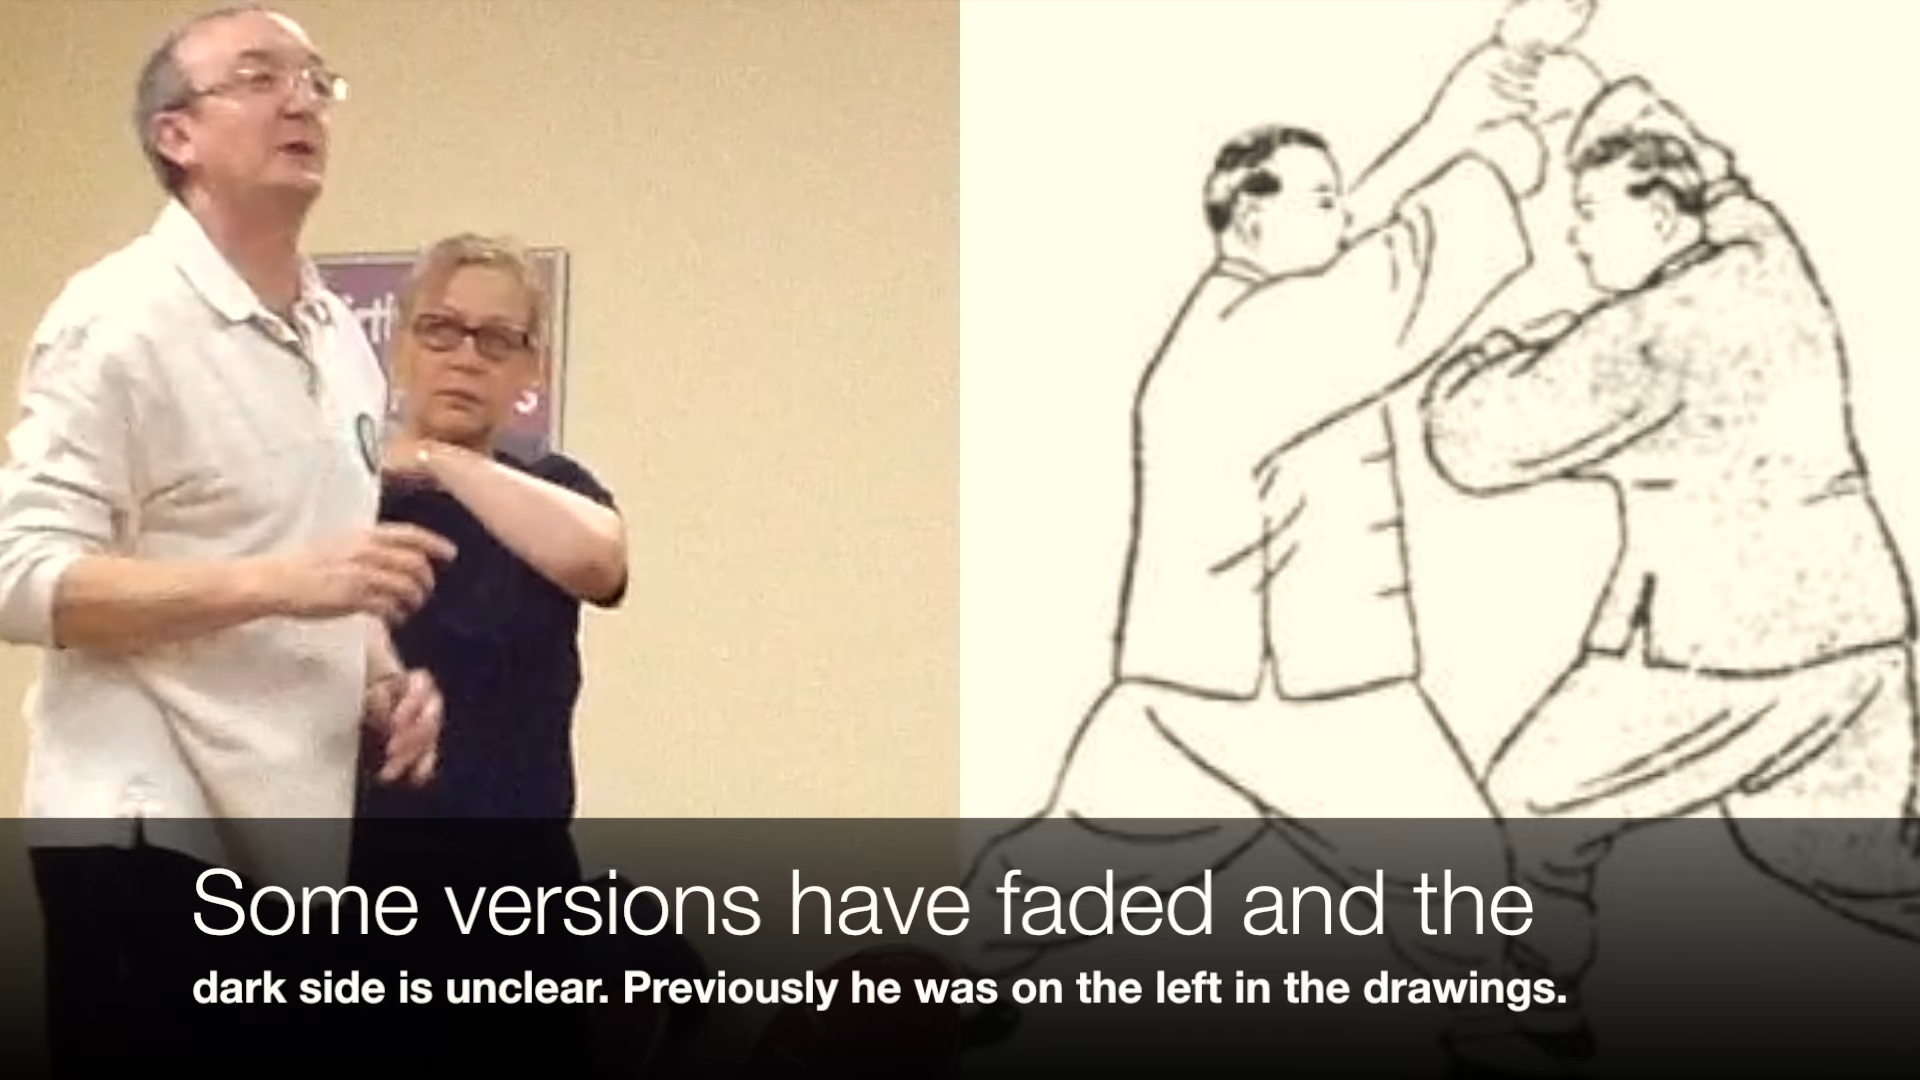 Some versions have faded and the
dark side is unclear. Previously he was on the left in the drawings.